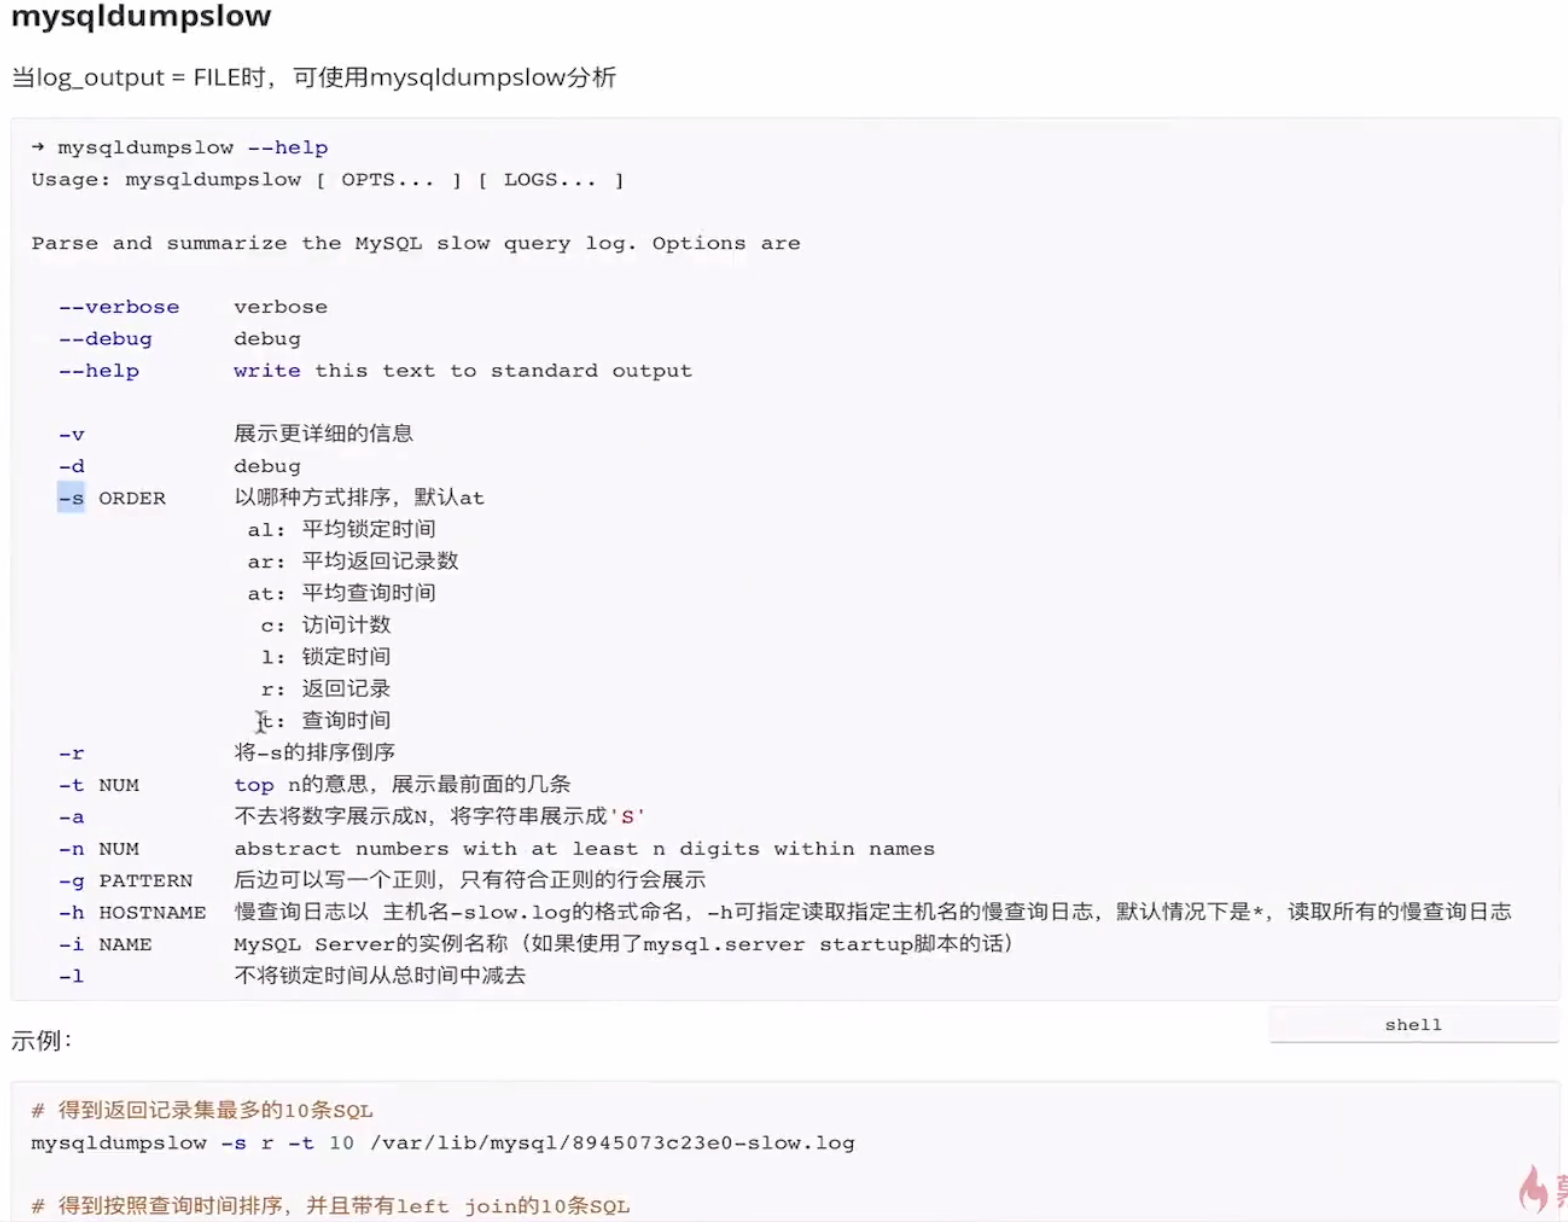 mysqldumpslow
当log_output = FILE时，可使用mysqldumpslow分析
→ mysqldumpslow --help
Usage: mysqldumpslow [ OPTS... ] [ LOGS... ]
Parse and summarize the MySQL slow query log. Options are
--verbose    verbose
--debug      debug
--help       write this text to standard output
-v           展示更详细的信息
-d           debug
-s ORDER     以哪种方式排序，默认at
al: 平均锁定时间
ar: 平均返回记录数
at: 平均查询时间
c: 访问计数
l: 锁定时间
r: 返回记录
t: 查询时间
-r           将-s的排序倒序
-t NUM       top n的意思，展示最前面的几条
-a           不去将数字展示成N，将字符串展示成'S'
-n NUM       abstract numbers with at least n digits within names
-g PATTERN   后边可以写一个正则，只有符合正则的行会展示
-h HOSTNAME  慢查询日志以 主机名-slow.log的格式命名，-h可指定读取指定主机名的慢查询日志，默认情况下是*，读取所有的慢查询日志
-i NAME      MySQL Server的实例名称（如果使用了mysql.server startup脚本的话）
-l           不将锁定时间从总时间中减去
shell
示例：
# 得到返回记录集最多的10条SQL
mysqldumpslow -s r -t 10 /var/lib/mysql/8945073c23e0-slow.log
# 得到按照查询时间排序，并且带有left join的10条SQL